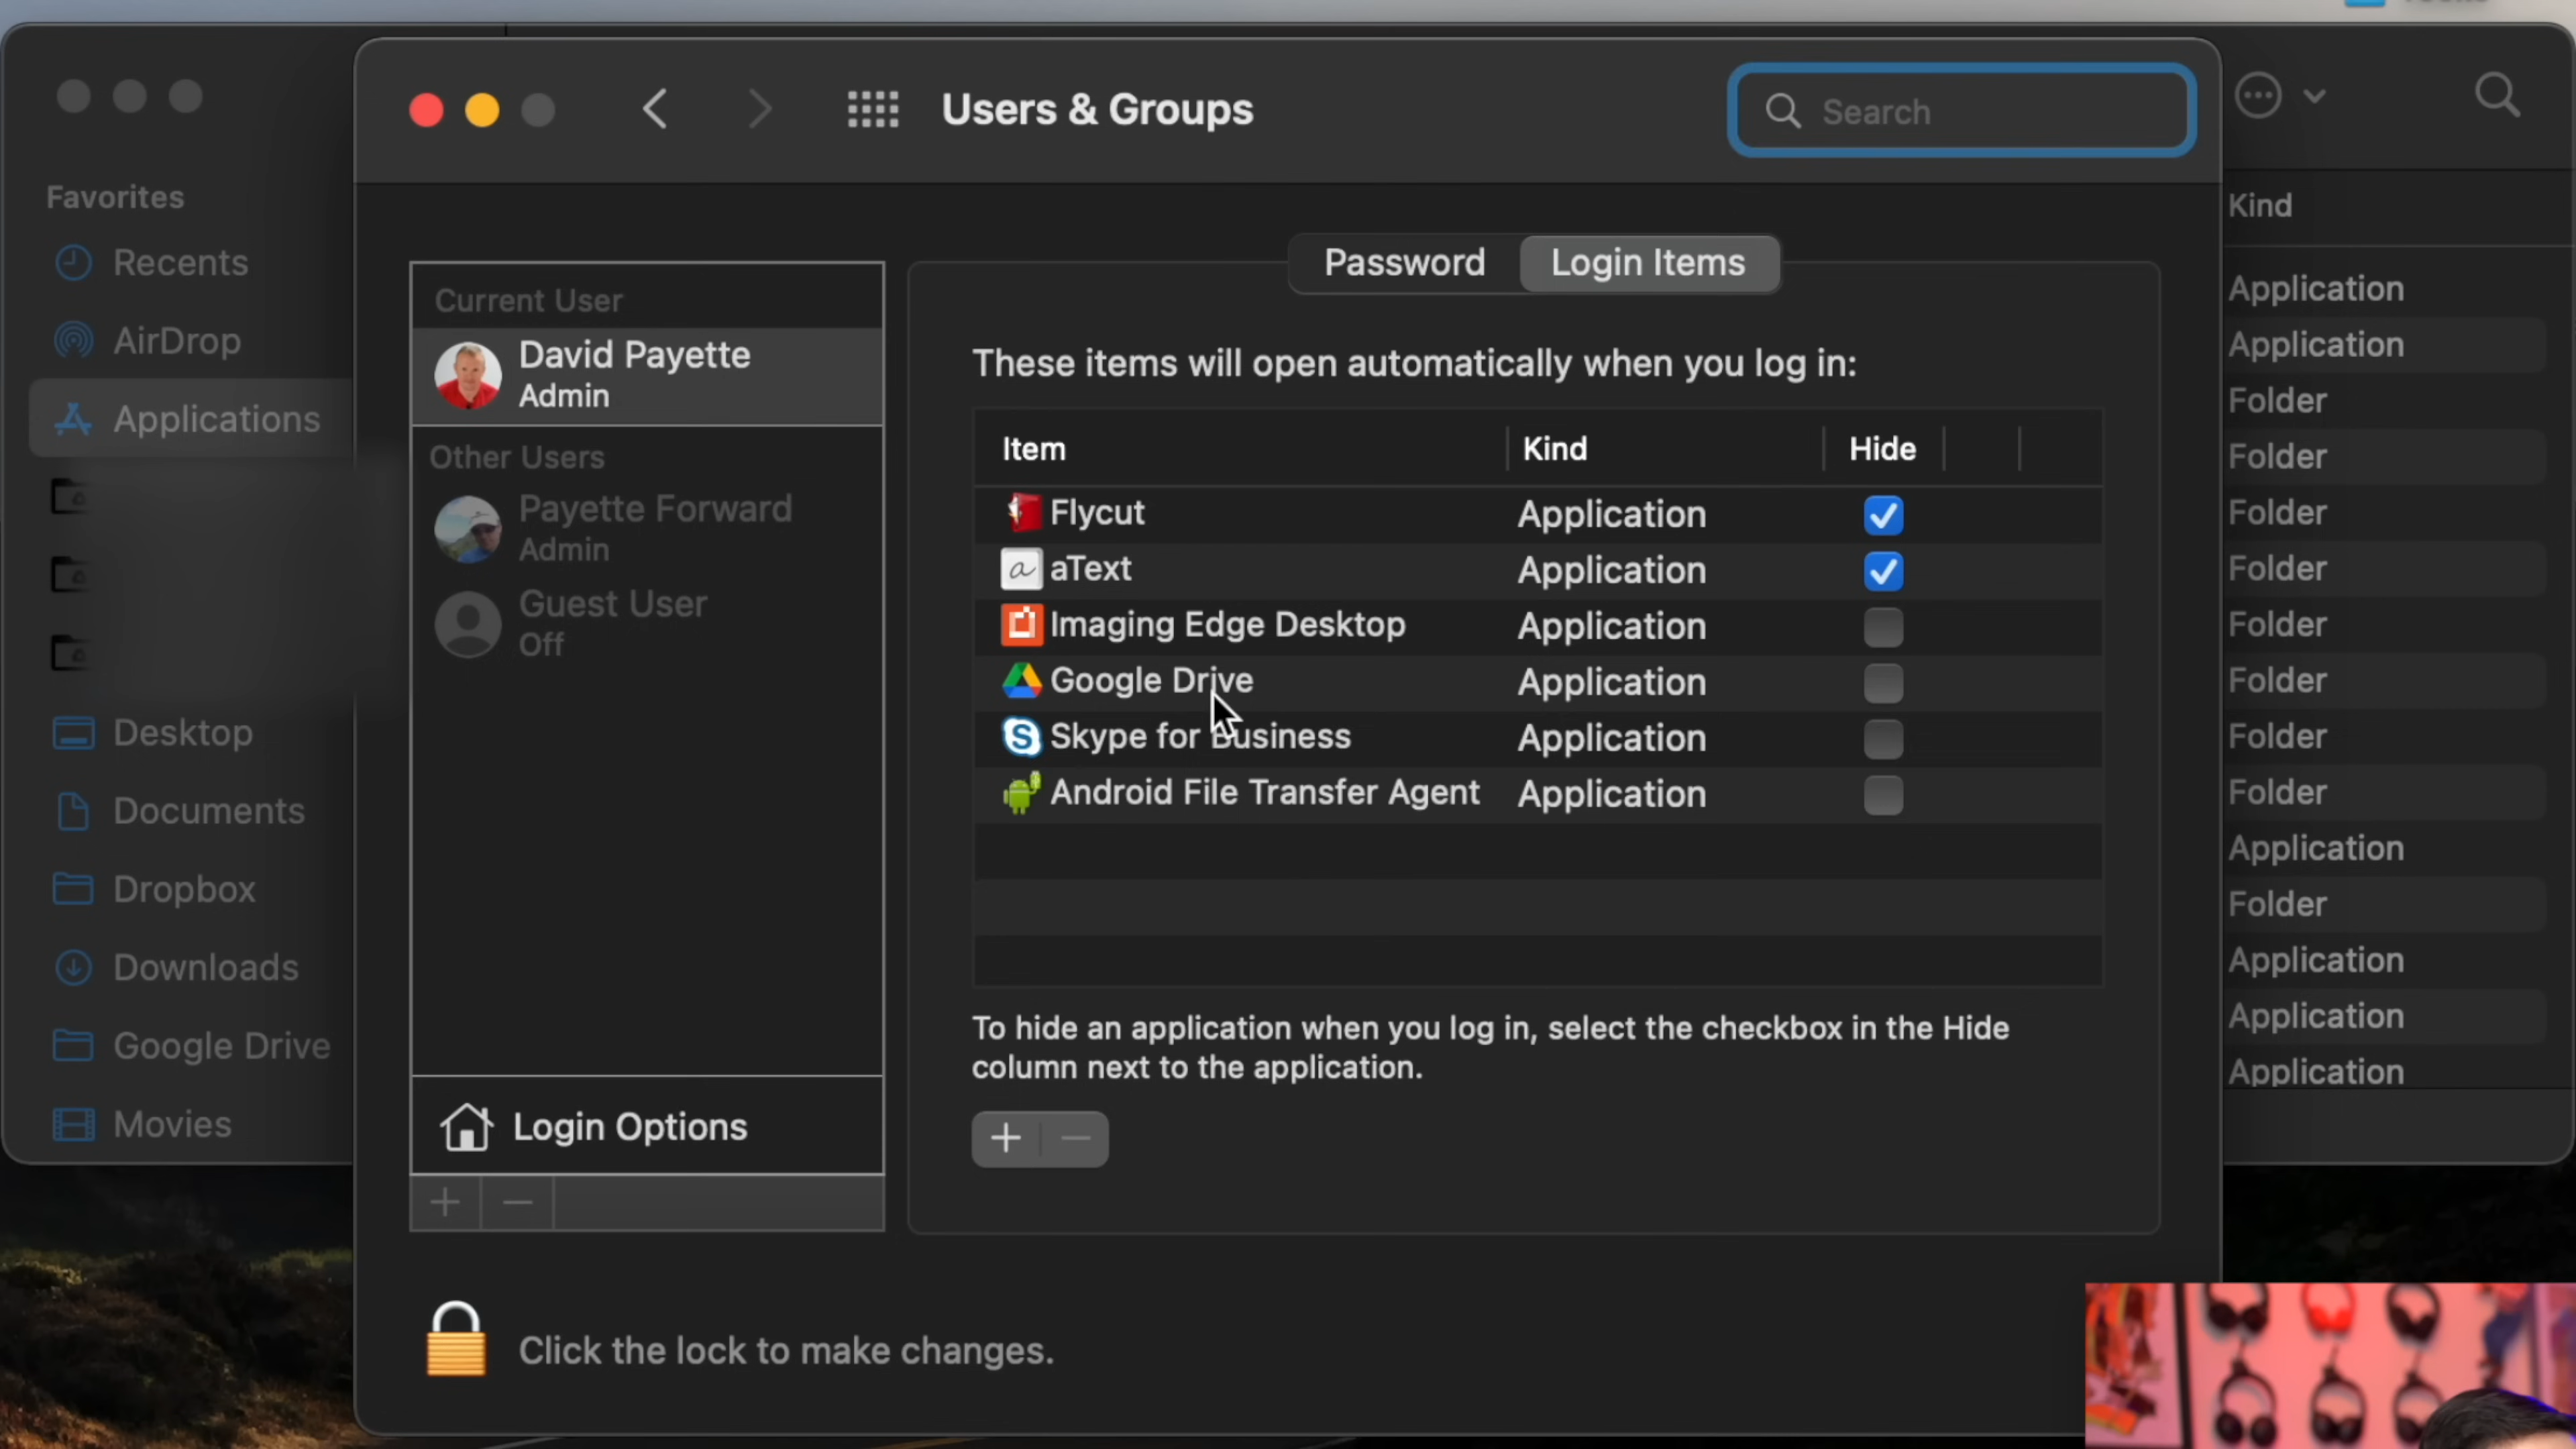 Users & Groups
Search
Favorites
Recents
AirDrop
Applications
Desktop
Documents
Dropbox
Downloads
Google Drive
Movies
Current User
David Payette
Admin
Other Users
Payette Forward
Admin
Guest User
Off
Login Options
Password
Login Items
These items will open automatically when you log in:
Item Kind Hide
Flycut Application
aText Application
Imaging Edge Desktop Application
Google Drive Application
Skype for Business Application
Android File Transfer Agent Application
To hide an application when you log in, select the checkbox in the Hide
column next to the application.
Click the lock to make changes.
Kind
Application
Application
Folder
Folder
Folder
Folder
Folder
Folder
Folder
Folder
Application
Folder
Application
Application
Application